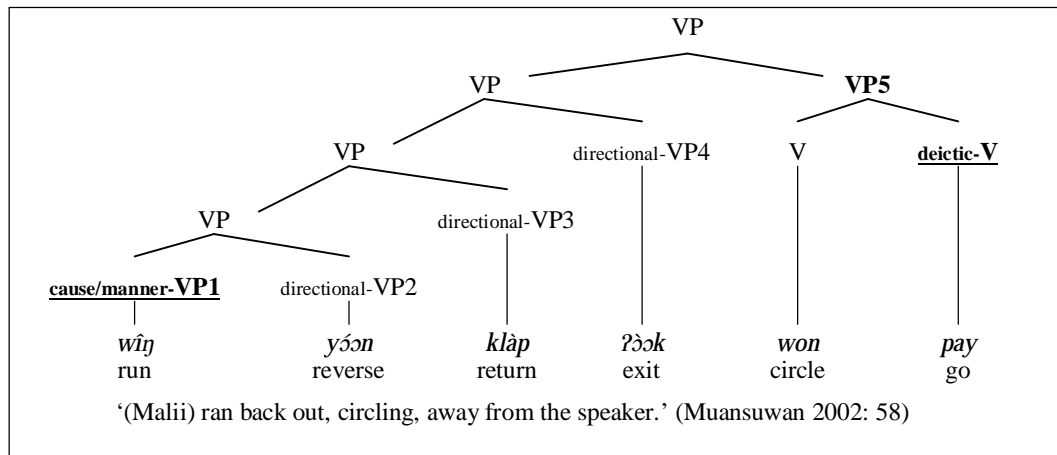 VP
VP VP5
VP directional-VP4 V deictic-V
VP directional-VP3
cause/manner-VP1 directional-VP2
wîŋ yɔ́ɔn klàp ʔɔ̀ɔk won pay
run reverse return exit circle go
‘(Malii) ran back out, circling, away from the speaker.’ (Muansuwan 2002: 58)